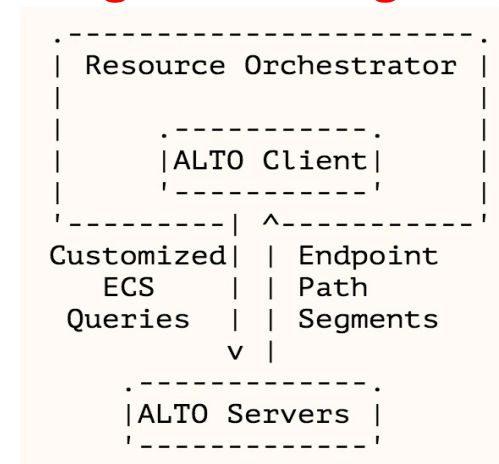 Resource Orchestrator
ALTO Client
Customized Endpoint
ECS Path
Queries Segments
ALTO Servers